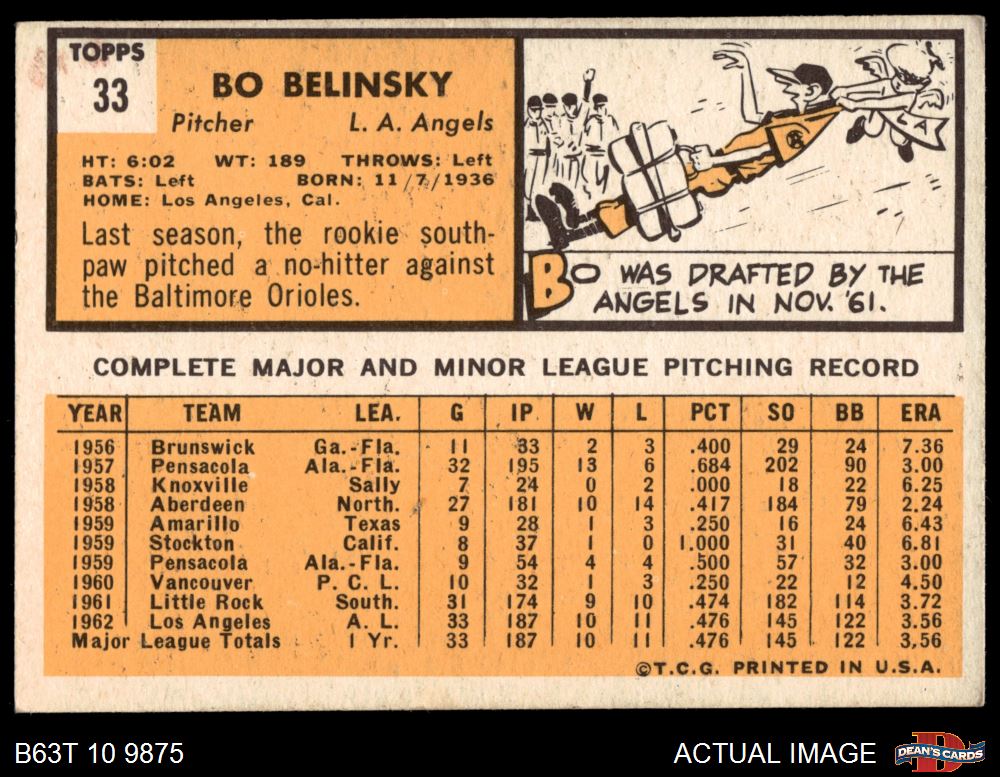 TOPPS
33
BO BELINSKY
Pitcher L. A. Angels
HT: 6:02 WT: 189 THROWS: Left
BATS: Left BORN: 11/7/1936
HOME: Los Angeles, Cal.
Last season, the rookie south-
paw pitched a no-hitter against
the Baltimore Orioles.
LA
BO WAS DRAFTED BY THE
ANGELS IN NOV. '61.
COMPLETE MAJOR AND MINOR LEAGUE PITCHING RECORD
YEAR TEAM LEA. G IP W L PCT SO BB ERA
1956 Brunswick Ga.-Fla. 11 33 2 3 .400 29 24 7.36
1957 Pensacola Ala.-Fla. 32 195 13 6 .684 202 90 3.00
1958 Knoxville Sally 7 24 0 2 .000 18 22 6.25
1958 Aberdeen North. 27 181 10 14 .417 184 79 2.24
1959 Amarillo Texas 9 28 1 3 .250 16 24 6.43
1959 Stockton Calif. 8 37 1 0 1.000 31 40 6.81
1959 Pensacola Ala.-Fla. 9 54 4 4 .500 57 32 3.00
1960 Vancouver P. C. L. 10 32 1 3 .250 22 12 4.50
1961 Little Rock South. 31 174 9 10 .474 182 114 3.72
1962 Los Angeles A. L. 33 187 10 11 .476 145 122 3.56
Major League Totals 1 Yr. 33 187 10 11 .476 145 122 3.56
©T.C.G. PRINTED IN U.S.A.
B63T 10 9875 ACTUAL IMAGE
DEAN'S CARDS